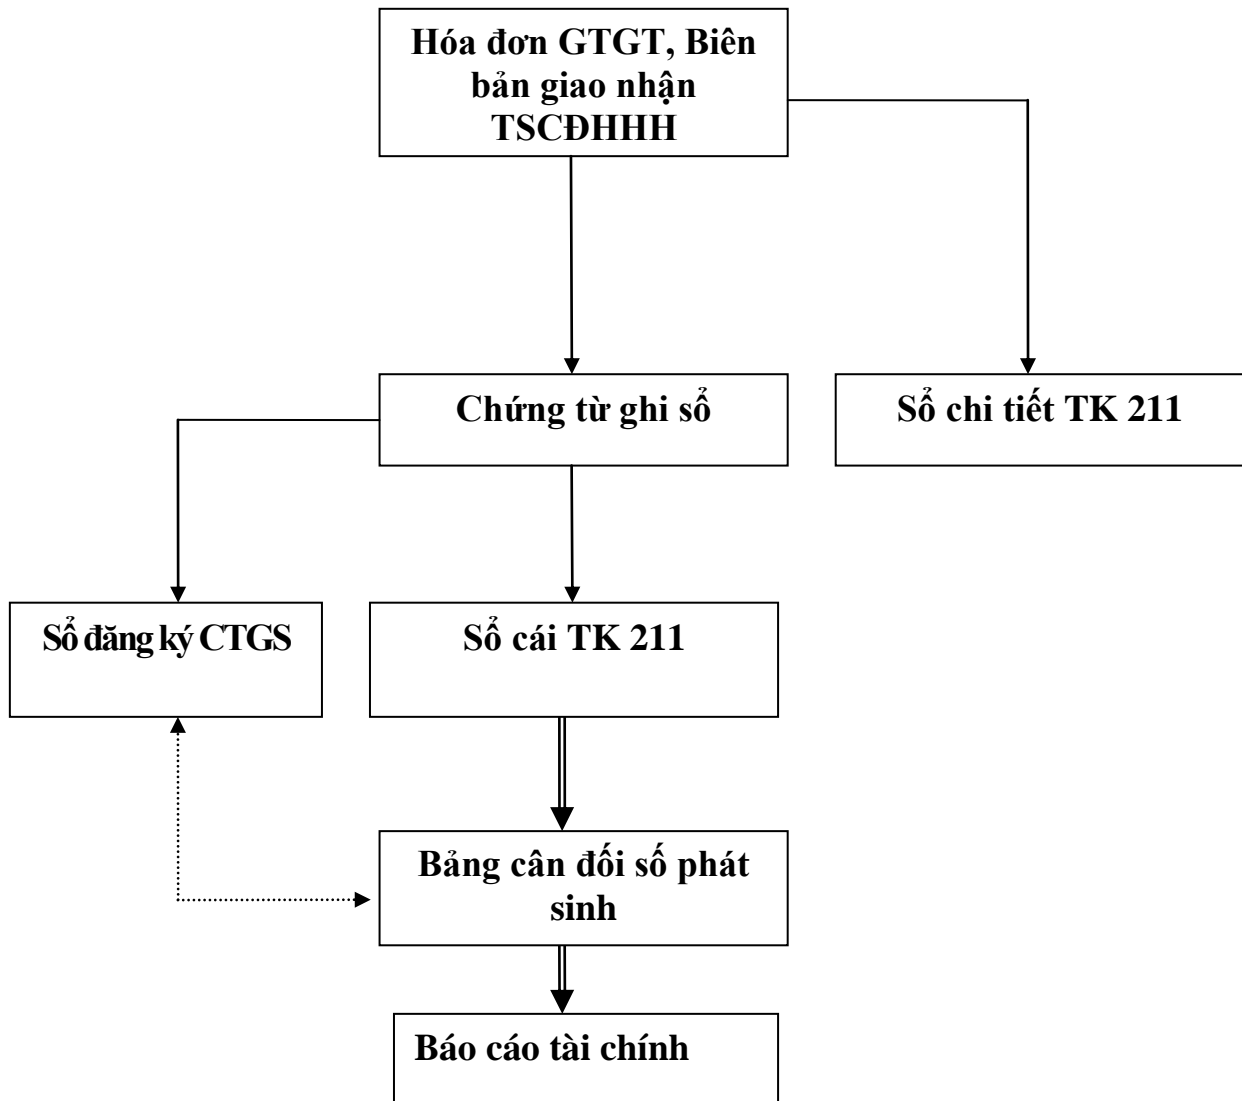 Hóa đơn GTGT, Biên
bản giao nhận
TSCĐHHH
Chứng từ ghi sổ
Sổ chi tiết TK 211
Sổ đăng ký CTGS
Sổ cái TK 211
Bảng cân đối số phát
sinh
Báo cáo tài chính